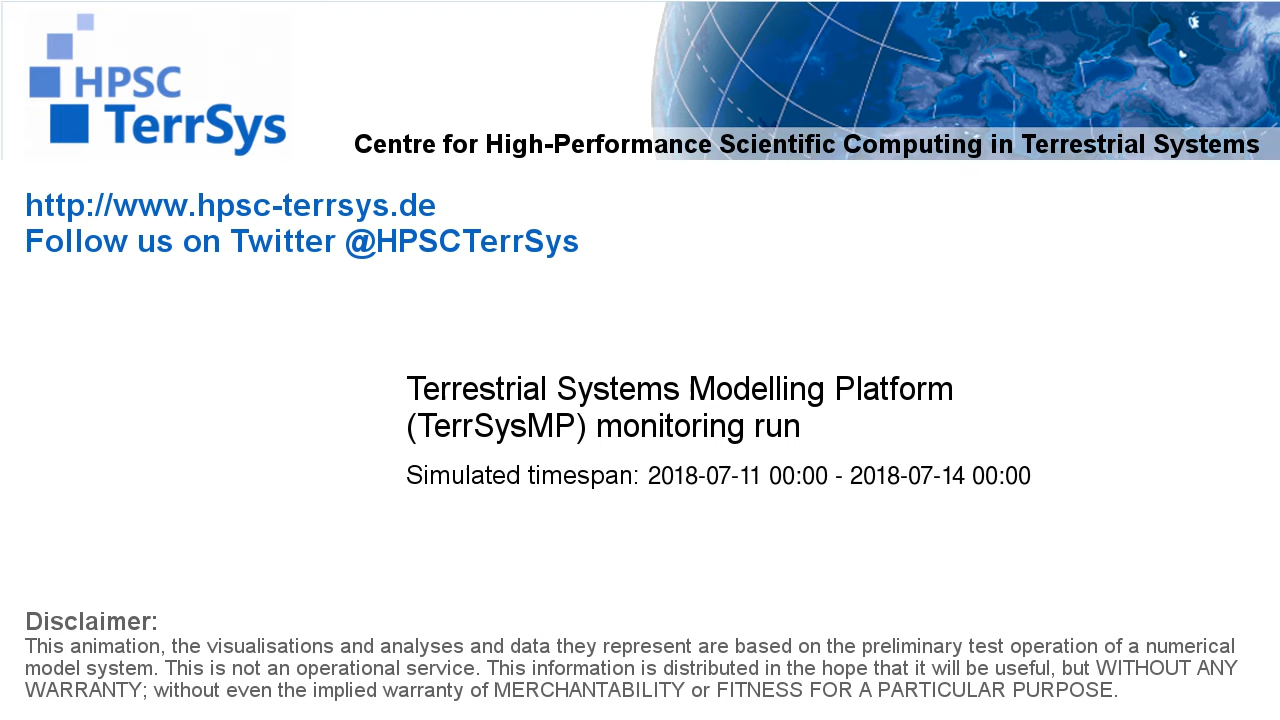 HPSC
TerrSys
Centre for High-Performance Scientific Computing in Terrestrial Systems
http://www.hpsc-terrsys.de
Follow us on Twitter @HPSCTerrSys
Terrestrial Systems Modelling Platform
(TerrSysMP) monitoring run
Simulated timespan: 2018-07-11 00:00 - 2018-07-14 00:00
Disclaimer:
This animation, the visualisations and analyses and data they represent are based on the preliminary test operation of a numerical
model system. This is not an operational service. This information is distributed in the hope that it will be useful, but WITHOUT ANY
WARRANTY; without even the implied warranty of MERCHANTABILITY or FITNESS FOR A PARTICULAR PURPOSE.